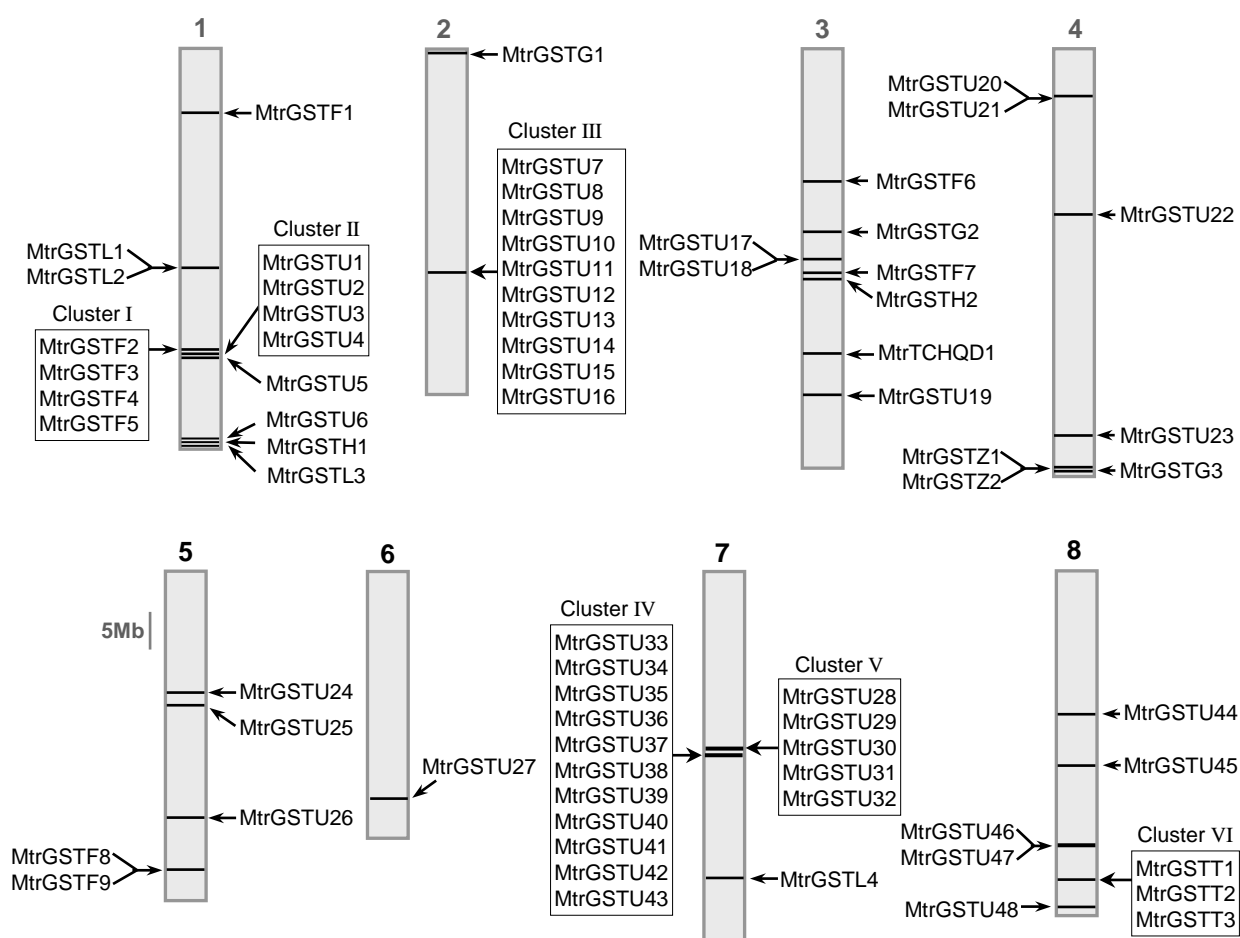 1
MtrGSTF1
MtrGSTL1
MtrGSTL2
Cluster I
MtrGSTF2
MtrGSTF3
MtrGSTF4
MtrGSTF5
Cluster II
MtrGSTU1
MtrGSTU2
MtrGSTU3
MtrGSTU4
MtrGSTU5
MtrGSTU6
MtrGSTH1
MtrGSTL3
2
MtrGSTG1
Cluster III
MtrGSTU7
MtrGSTU8
MtrGSTU9
MtrGSTU10
MtrGSTU11
MtrGSTU12
MtrGSTU13
MtrGSTU14
MtrGSTU15
MtrGSTU16
3
MtrGSTF6
MtrGSTG2
MtrGSTU17
MtrGSTU18
MtrGSTF7
MtrGSTH2
MtrTCHQD1
MtrGSTU19
4
MtrGSTU20
MtrGSTU21
MtrGSTU22
MtrGSTU23
MtrGSTZ1
MtrGSTZ2
MtrGSTG3
5
5Mb
MtrGSTU24
MtrGSTU25
MtrGSTU26
MtrGSTF8
MtrGSTF9
6
MtrGSTU27
7
Cluster IV
MtrGSTU33
MtrGSTU34
MtrGSTU35
MtrGSTU36
MtrGSTU37
MtrGSTU38
MtrGSTU39
MtrGSTU40
MtrGSTU41
MtrGSTU42
MtrGSTU43
Cluster V
MtrGSTU28
MtrGSTU29
MtrGSTU30
MtrGSTU31
MtrGSTU32
MtrGSTL4
8
MtrGSTU44
MtrGSTU45
MtrGSTU46
MtrGSTU47
Cluster VI
MtrGSTT1
MtrGSTT2
MtrGSTT3
MtrGSTU48